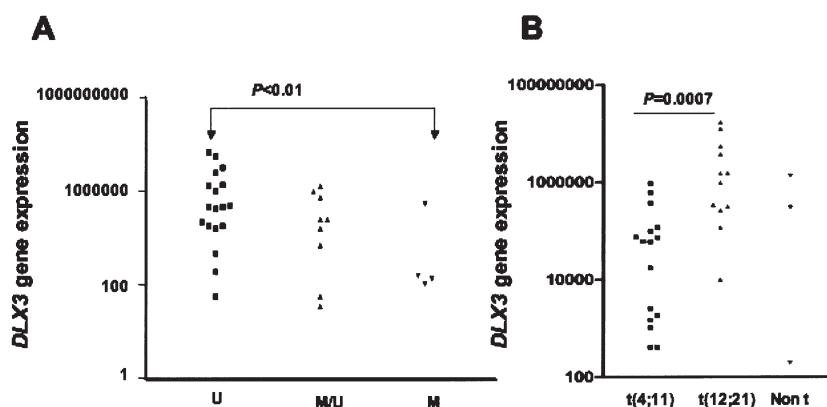 A
DLX3 gene expression
1000000000
1000000
100
1
P<0.01
U
M/U
M
B
DLX3 gene expression
100000000
1000000
10000
100
P=0.0007
t(4;11)
t(12;21)
Non t